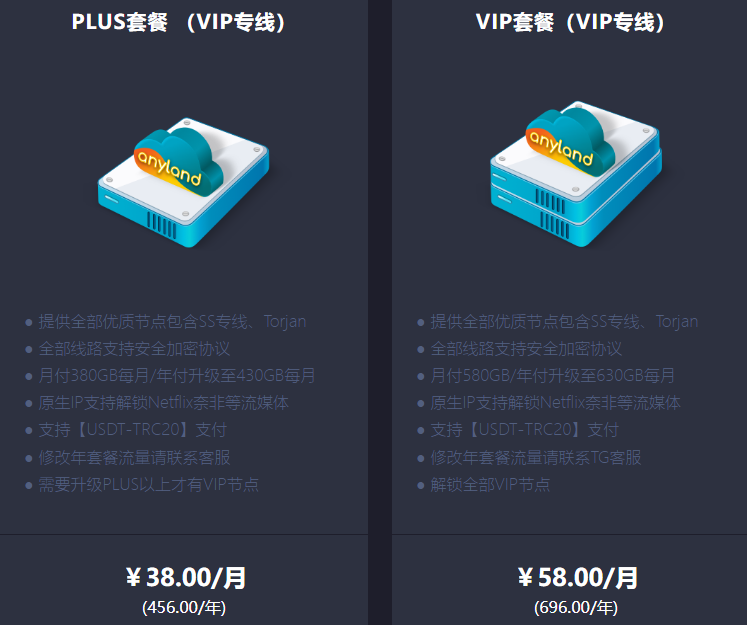 PLUS套餐 （VIP专线）
anyland
● 提供全部优质节点包含SS专线、Torjan
● 全部线路支持安全加密协议
● 月付380GB每月/年付升级至430GB每月
● 原生IP支持解锁Netflix奈非等流媒体
● 支持【USDT-TRC20】支付
● 修改年套餐流量请联系客服
● 需要升级PLUS以上才有VIP节点
￥38.00/月
(456.00/年)
VIP套餐（VIP专线）
anyland
● 提供全部优质节点包含SS专线、Torjan
● 全部线路支持安全加密协议
● 月付580GB/年付升级至630GB每月
● 原生IP支持解锁Netflix奈非等流媒体
● 支持【USDT-TRC20】支付
● 修改年套餐流量请联系TG客服
● 解锁全部VIP节点
￥58.00/月
(696.00/年)